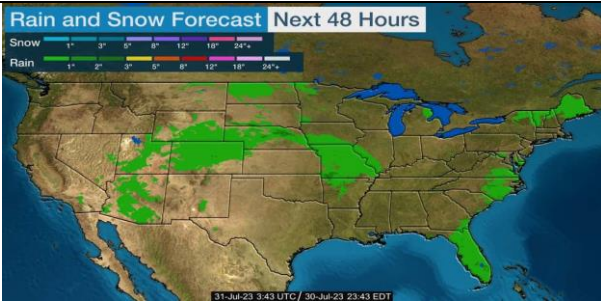 Rain and Snow Forecast Next 48 Hours
Snow 1" 3" 5" 8" 12" 18" 24"+
Rain 1" 2" 3" 5" 8" 12" 18" 24"+
31-Jul-23 3:43 UTC / 30-Jul-23 23:43 EDT